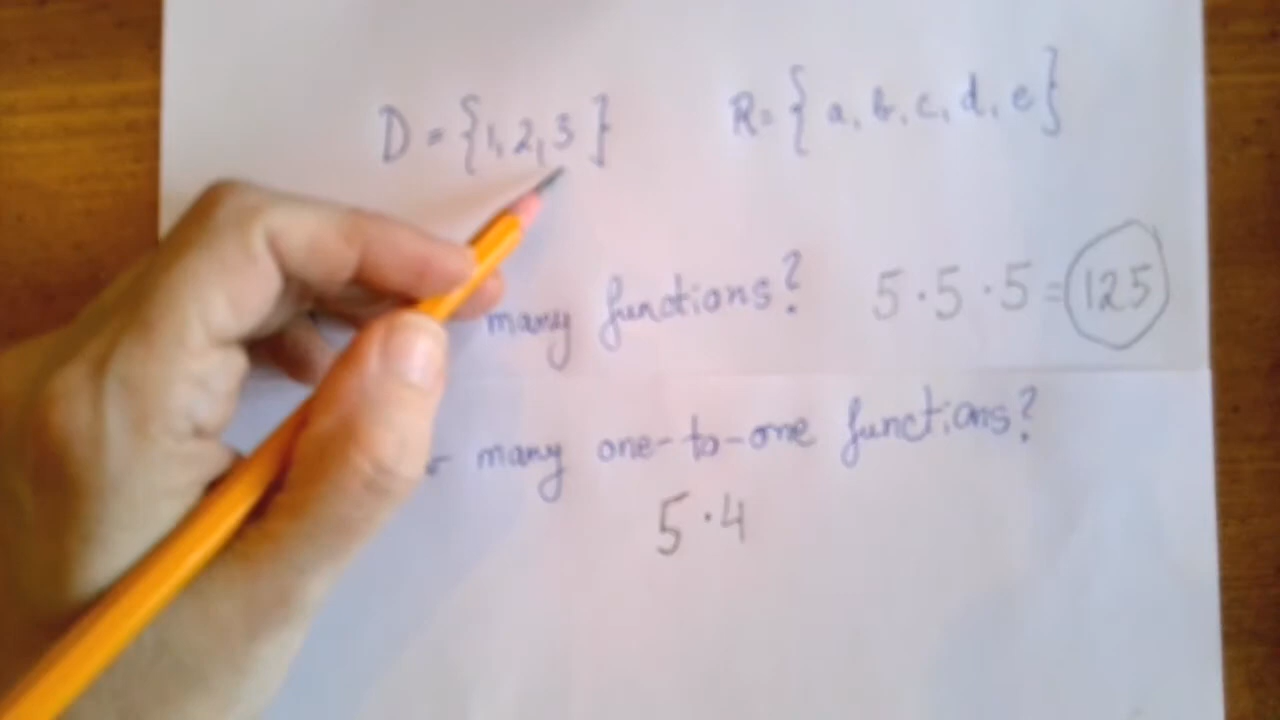 D = {1, 2, 3} R = { a, b, c, d, e }
many functions? 5 · 5 · 5 = 125
many one-to-one functions?
5 · 4